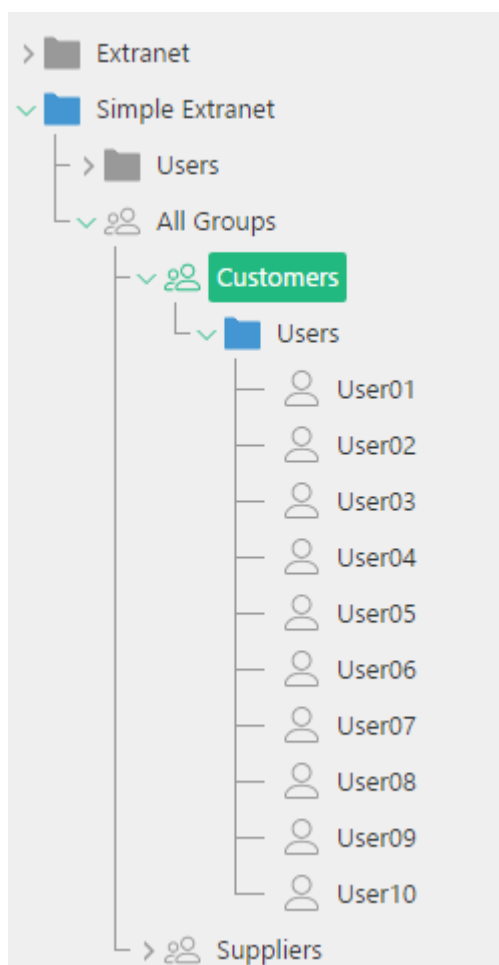 Extranet
Simple Extranet
Users
All Groups
Customers
Users
User01
User02
User03
User04
User05
User06
User07
User08
User09
User10
Suppliers